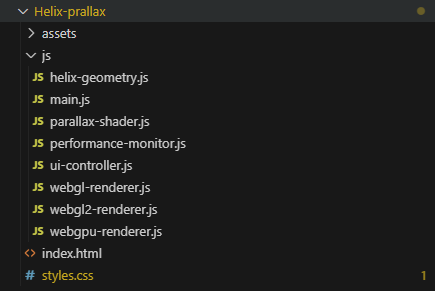 Helix-prallax
assets
js
JS helix-geometry.js
JS main.js
JS parallax-shader.js
JS performance-monitor.js
JS ui-controller.js
JS webgl-renderer.js
JS webgl2-renderer.js
JS webgpu-renderer.js
<> index.html
# styles.css 1